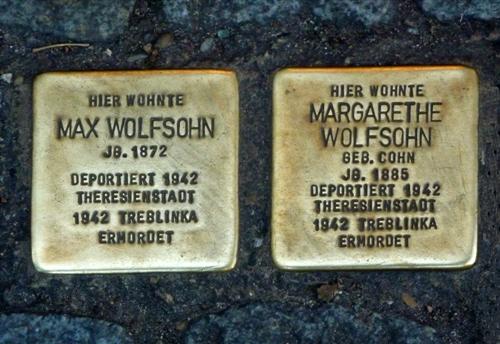 HIER WOHNTE
MAX WOLFSOHN
JG. 1872
DEPORTIERT 1942
THERESIENSTADT
1942 TREBLINKA
ERMORDET
HIER WOHNTE
MARGARETHE
WOLFSOHN
GEB. COHN
JG. 1885
DEPORTIERT 1942
THERESIENSTADT
1942 TREBLINKA
ERMORDET